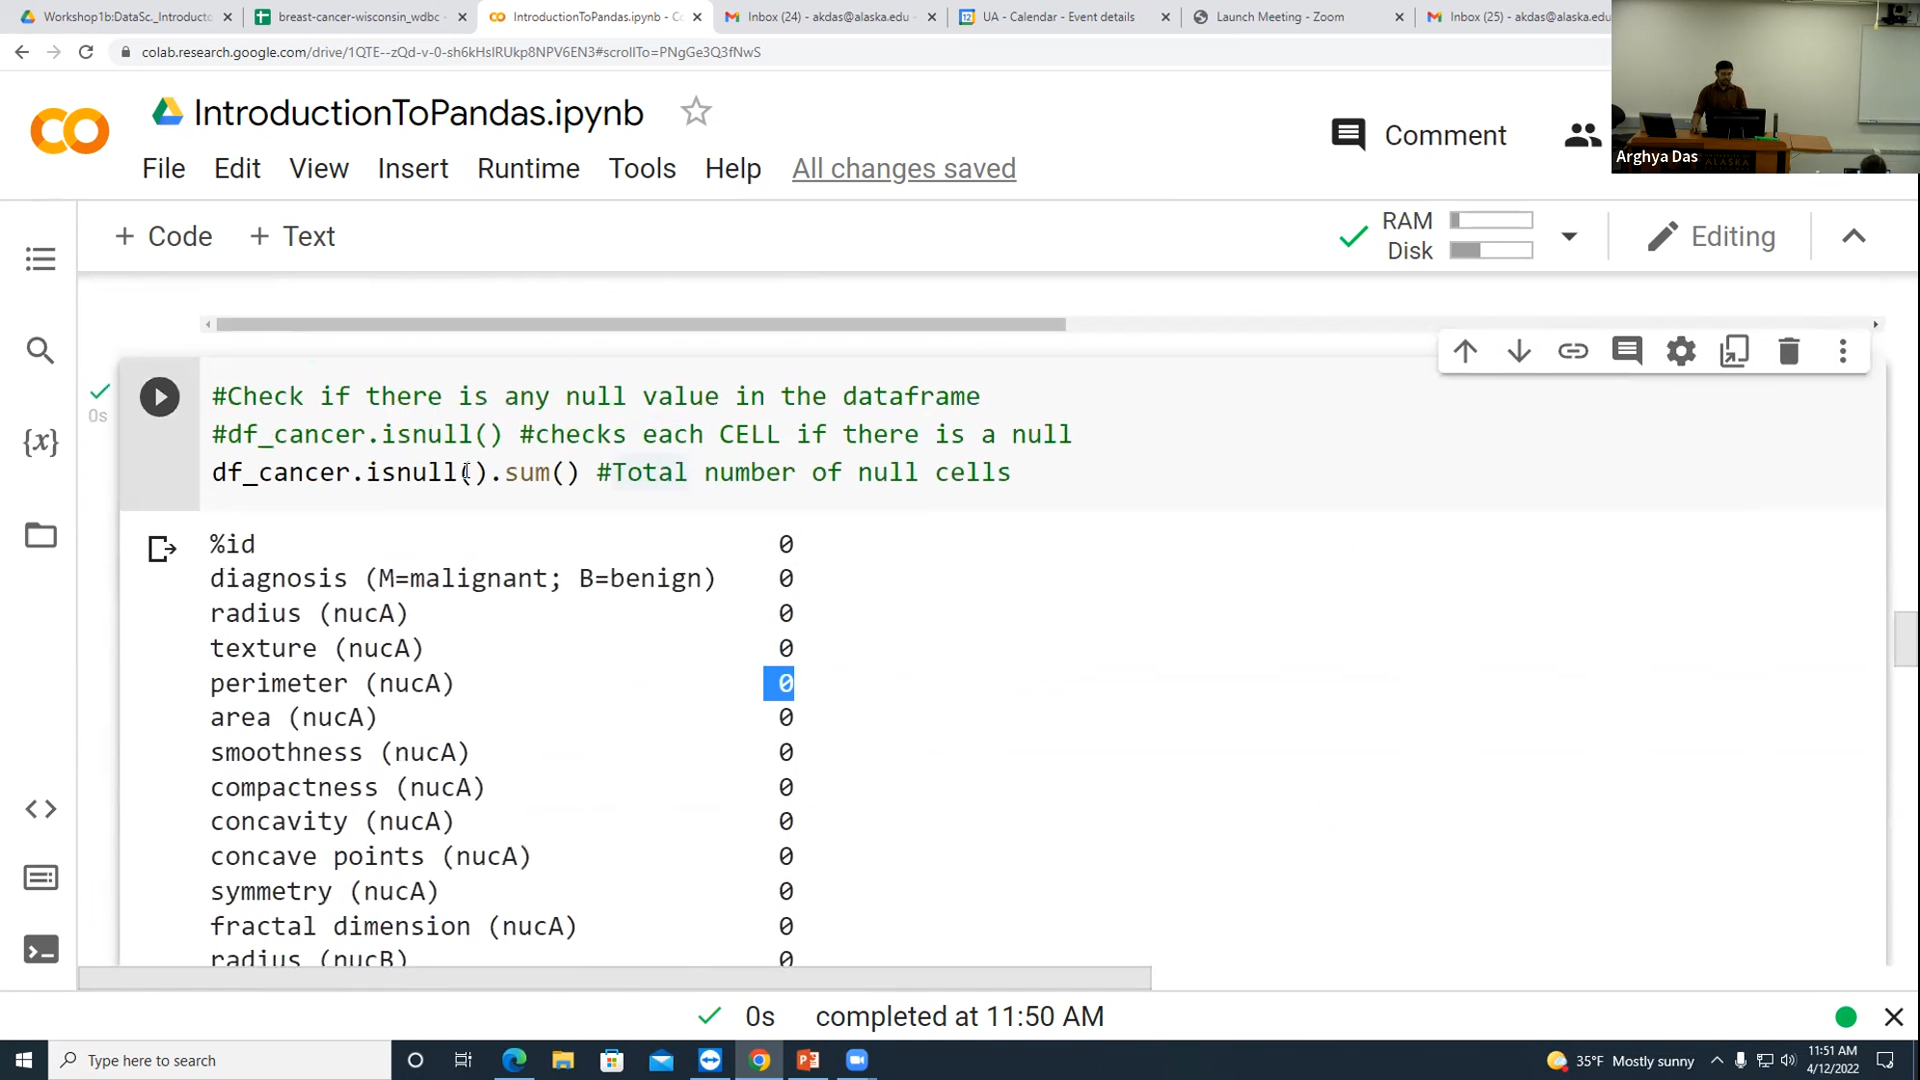 Workshop1b:DataSc._Introducto
breast-cancer-wisconsin_wdbc
IntroductionToPandas.ipynb - Co
Inbox (24) - akdas@alaska.edu
UA - Calendar - Event details
Launch Meeting - Zoom
Inbox (25) - akdas@alaska.edu
colab.research.google.com/drive/1QTE--zQd-v-0-sh6kHsIRUkp8NPV6EN3#scrollTo=PNgGe3Q3fNwS
IntroductionToPandas.ipynb
File Edit View Insert Runtime Tools Help All changes saved
Comment
Arghya Das
+ Code + Text
RAM
Disk
Editing
0s
#Check if there is any null value in the dataframe
#df_cancer.isnull() #checks each CELL if there is a null
df_cancer.isnull().sum() #Total number of null cells
%id 0
diagnosis (M=malignant; B=benign) 0
radius (nucA) 0
texture (nucA) 0
perimeter (nucA) 0
area (nucA) 0
smoothness (nucA) 0
compactness (nucA) 0
concavity (nucA) 0
concave points (nucA) 0
symmetry (nucA) 0
fractal dimension (nucA) 0
radius (nucB) 0
0s completed at 11:50 AM
Type here to search
35°F Mostly sunny
11:51 AM
4/12/2022